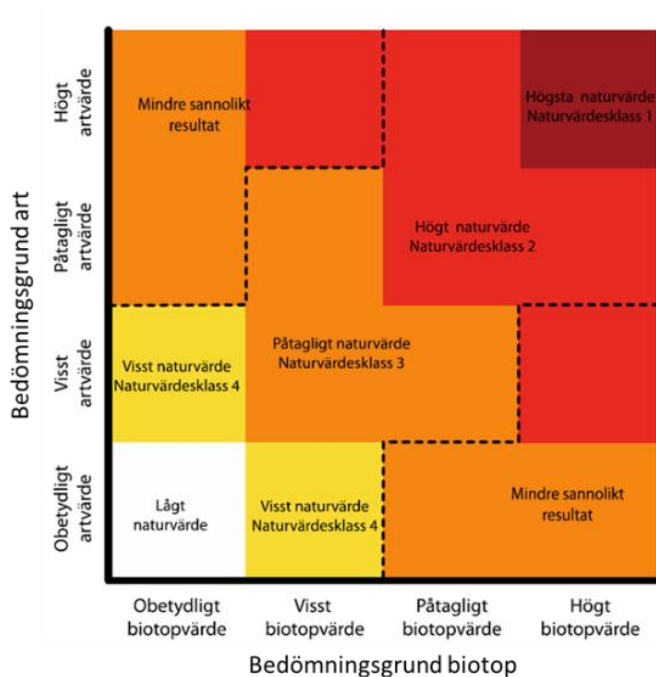 Bedömningsgrund art
Högt
artvärde
Påtagligt
artvärde
Visst
artvärde
Obetydligt
artvärde
Mindre sannolikt
resultat
Högsta naturvärde
Naturvärdesklass 1
Högt naturvärde
Naturvärdesklass 2
Påtagligt naturvärde
Naturvärdesklass 3
Visst naturvärde
Naturvärdesklass 4
Lågt
naturvärde
Visst naturvärde
Naturvärdesklass 4
Mindre sannolikt
resultat
Obetydligt
biotopvärde
Visst
biotopvärde
Påtagligt
biotopvärde
Högt
biotopvärde
Bedömningsgrund biotop